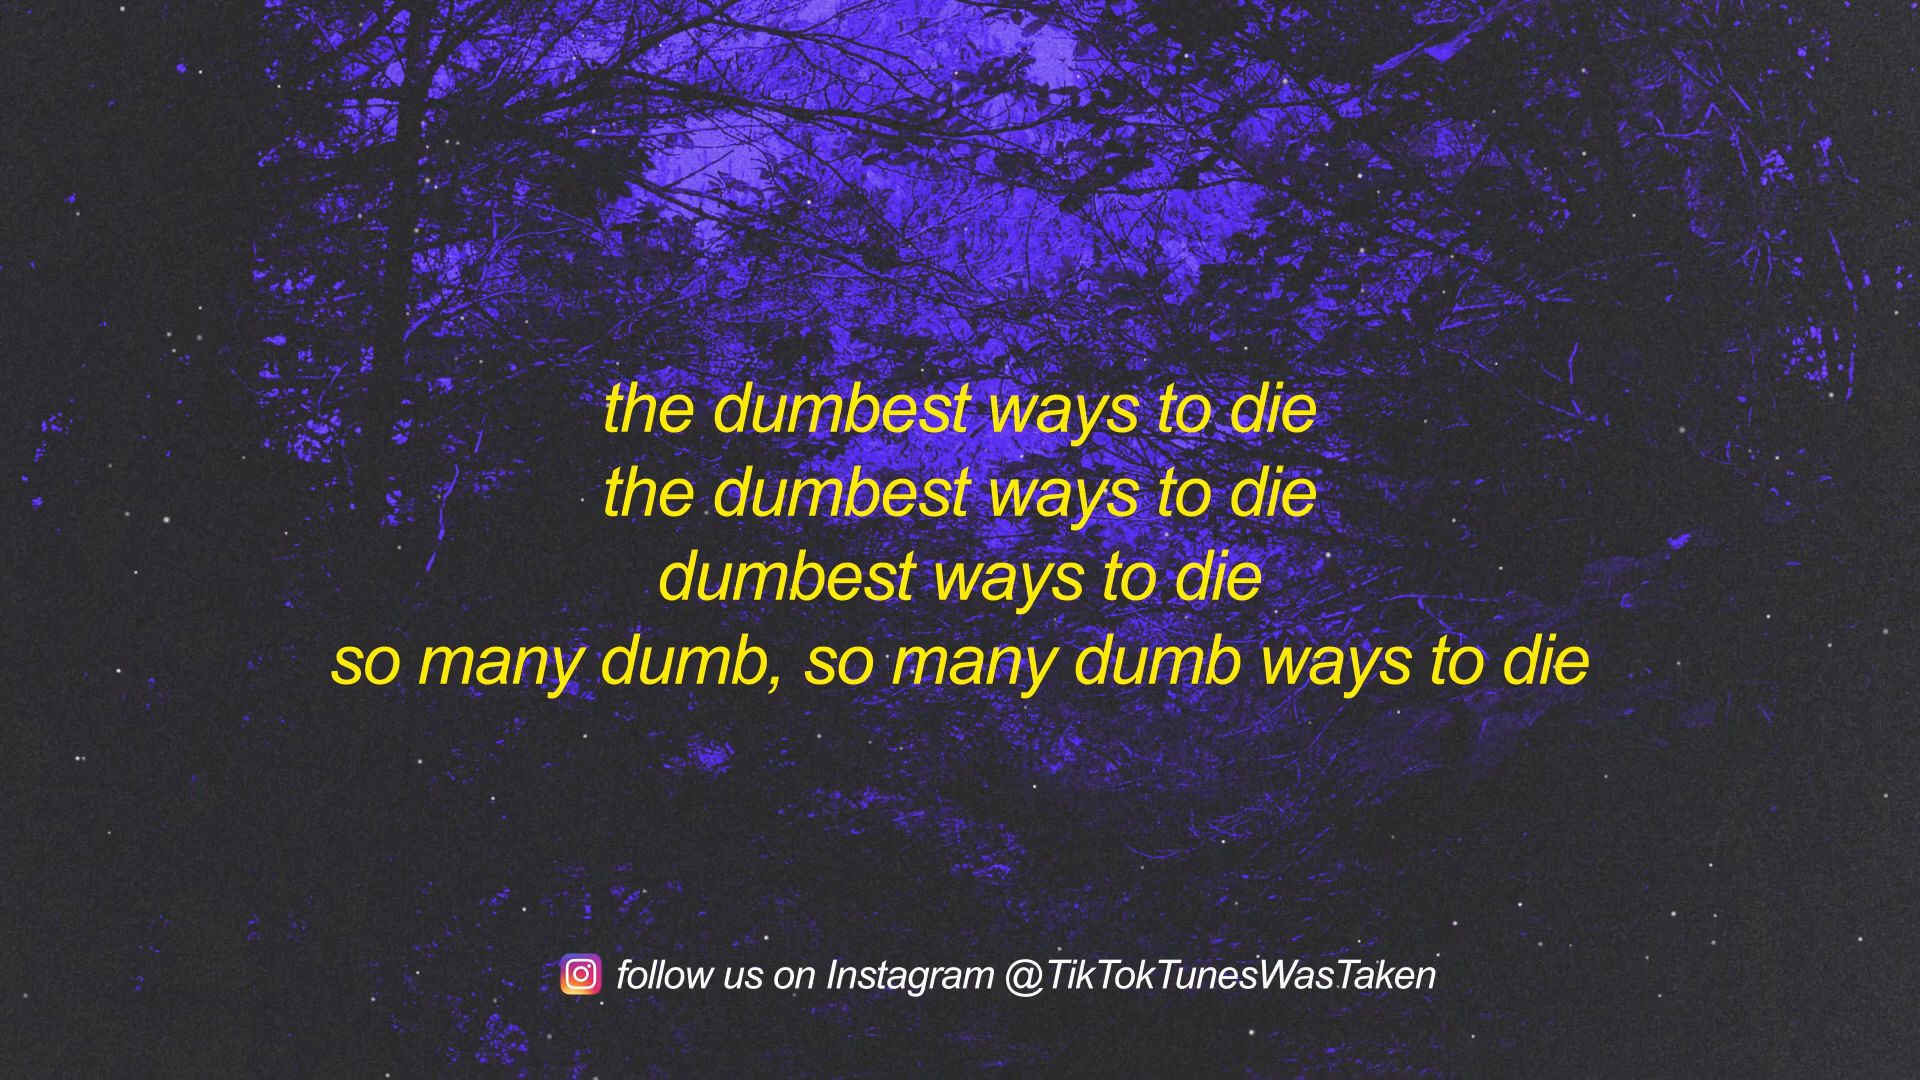 the dumbest ways to die
the dumbest ways to die
dumbest ways to die
so many dumb, so many dumb ways to die
follow us on Instagram @TikTokTunesWasTaken